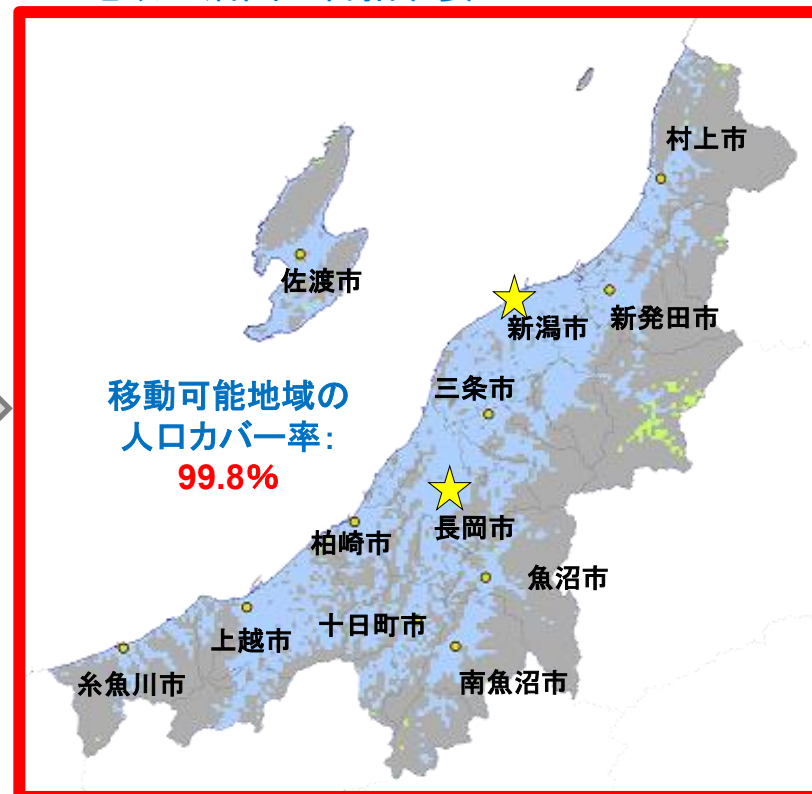 村上市
佐渡市
新潟市
新発田市
三条市
移動可能地域の
人口カバー率:
99.8%
長岡市
柏崎市
魚沼市
十日町市
上越市
南魚沼市
糸魚川市